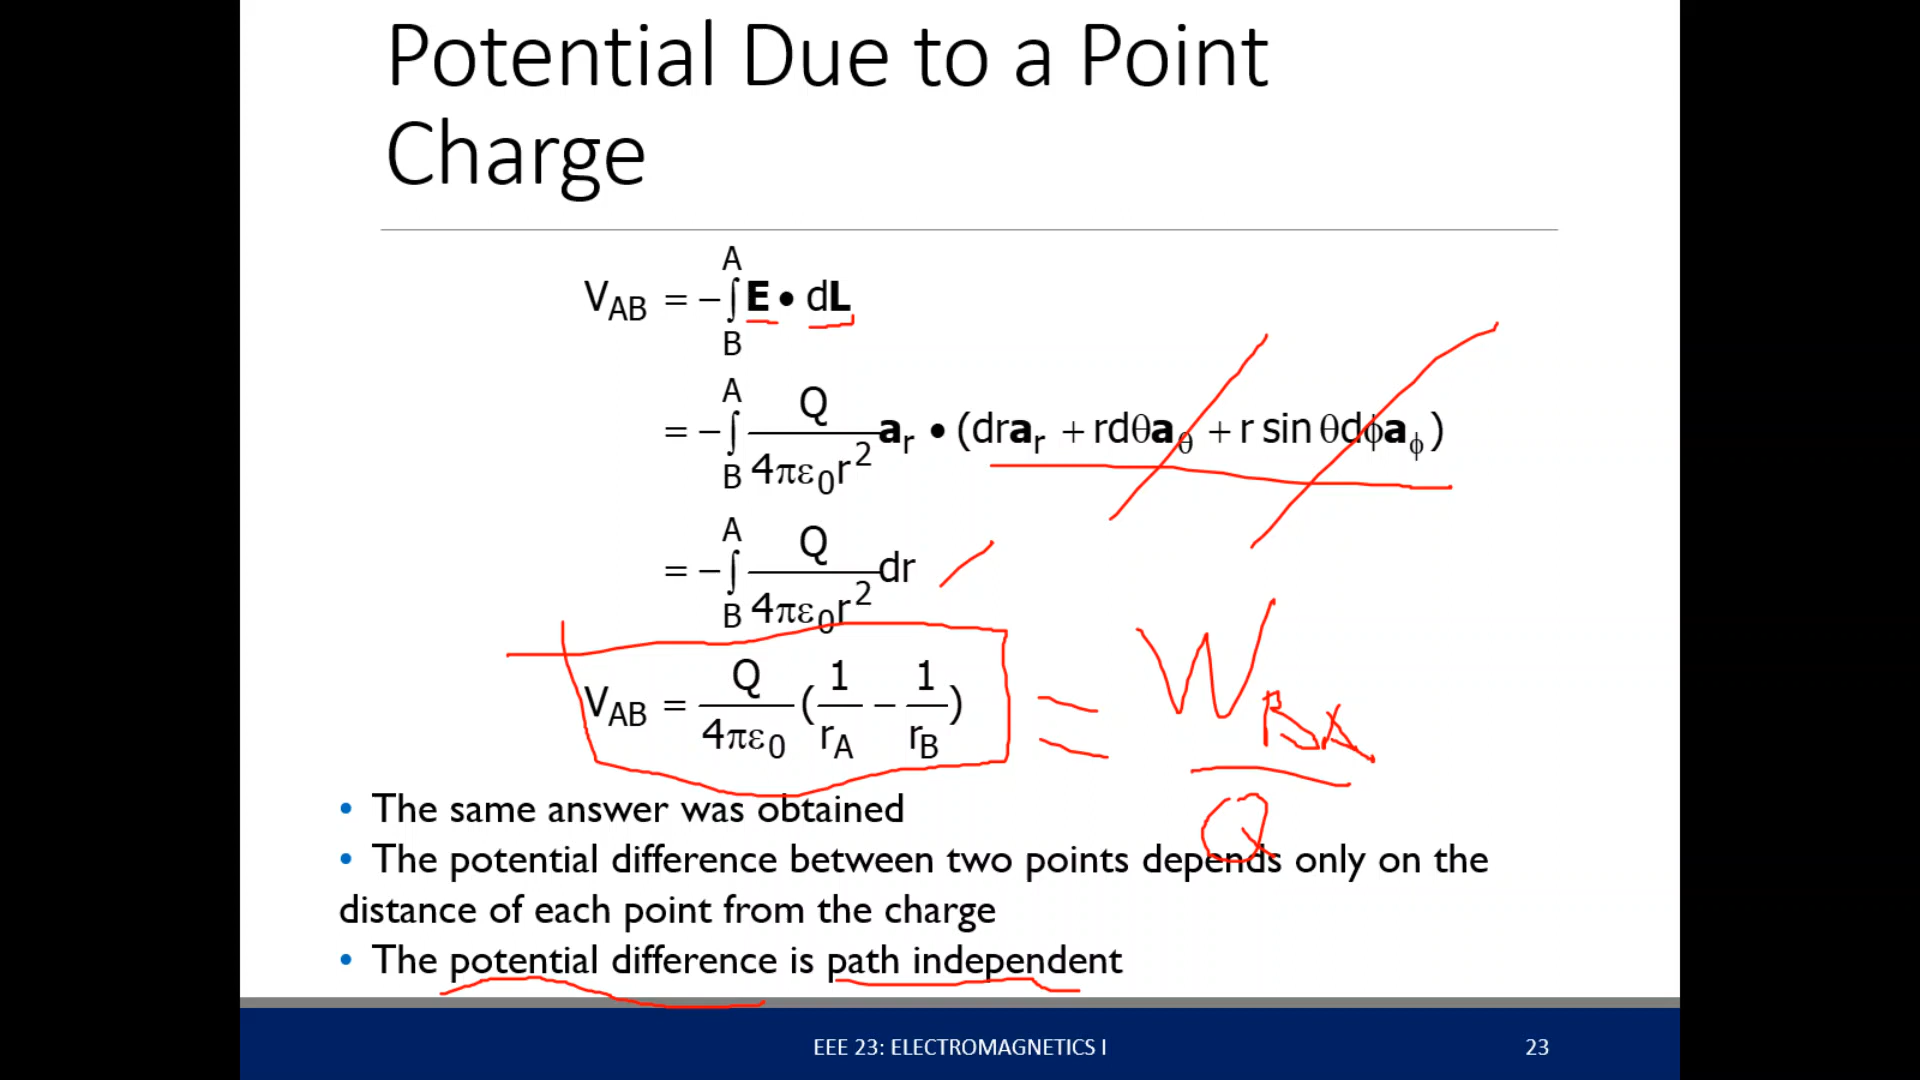 Potential Due to a Point
Charge
V_AB = −∫_B^A E • dL
= −∫_B^A Q/(4πε₀r²) a_r • (dr a_r + rdθ a_θ + r sin θdϕ a_ϕ)
= −∫_B^A Q/(4πε₀r²) dr
V_AB = Q/(4πε₀) (1/r_A − 1/r_B) = W_BA/Q
• The same answer was obtained
• The potential difference between two points depends only on the
distance of each point from the charge
• The potential difference is path independent
EEE 23: ELECTROMAGNETICS I 23